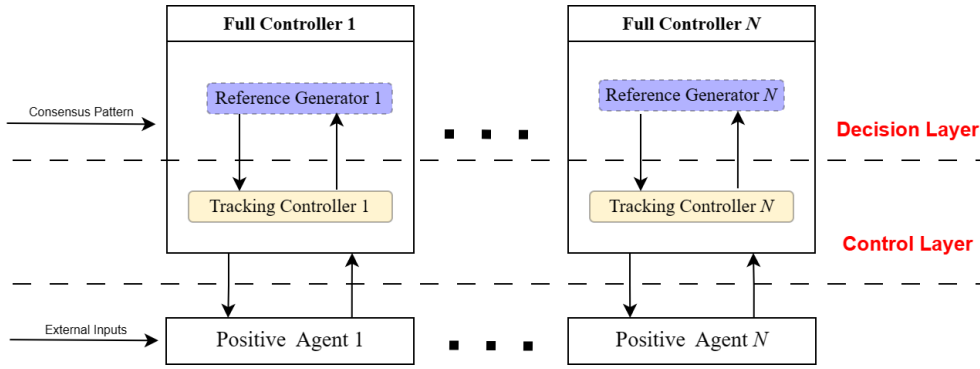 Full Controller 1
Full Controller N
Reference Generator 1
Reference Generator N
Consensus Pattern
Decision Layer
Tracking Controller 1
Tracking Controller N
Control Layer
External Inputs
Positive Agent 1
Positive Agent N